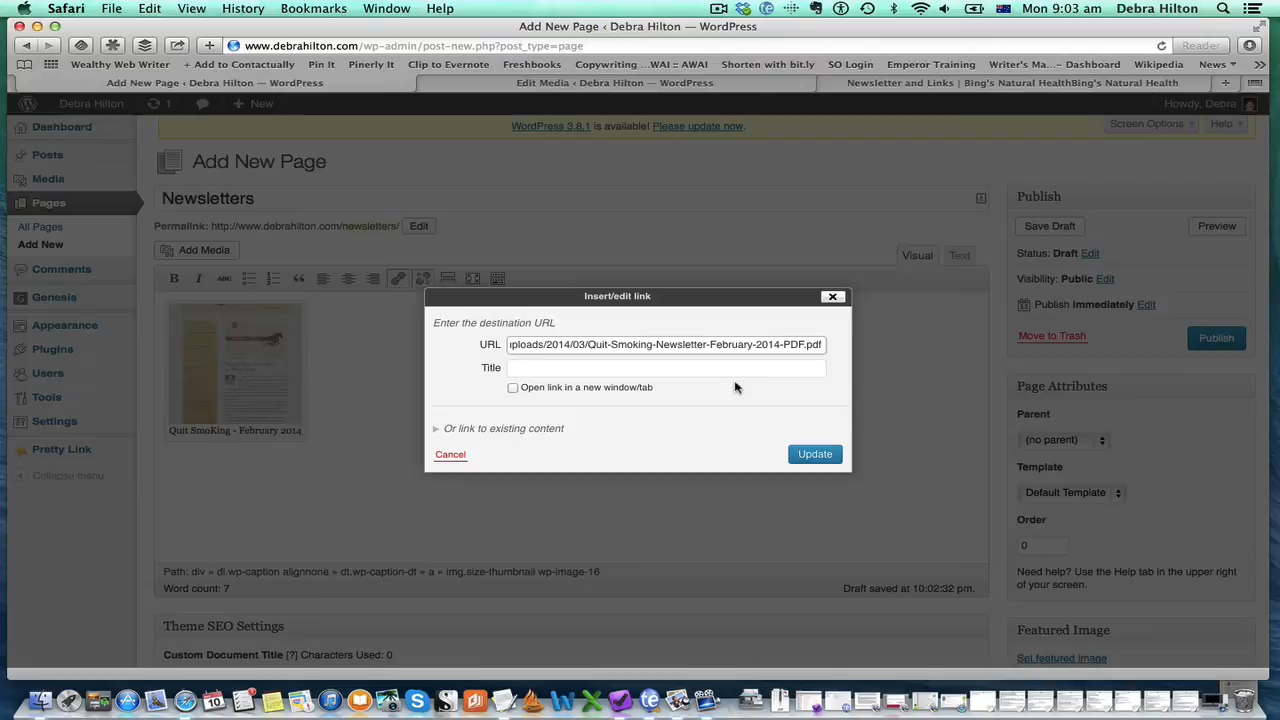 Safari File Edit View History Bookmarks Window Help Mon 9:03 am Debra Hilton
Add New Page ‹ Debra Hilton — WordPress
www.debrahilton.com/wp-admin/post-new.php?post_type=page Reader
Wealthy Web Writer + Add to Contactually Pin It Pinerly It Clip to Evernote Freshbooks Copywriting ...WAI :: AWAI Shorten with bit.ly SO Login Emperor Training Writer's Ma... – Dashboard Wikipedia News
Add New Page ‹ Debra Hilton — WordPress Edit Media ‹ Debra Hilton — WordPress Newsletter and Links | Bing's Natural HealthBing's Natural Health
Debra Hilton 1 + New Howdy, Debra
WordPress 3.8.1 is available! Please update now.
Screen Options Help
Dashboard
Posts
Media
Pages
All Pages
Add New
Comments
Genesis
Appearance
Plugins
Users
Tools
Settings
Pretty Link
Collapse menu
Add New Page
Newsletters
Permalink: http://www.debrahilton.com/newsletters/ Edit
Add Media
Visual Text
B I ABC
Quit SmoKing - February 2014
Insert/edit link
Enter the destination URL
URL uploads/2014/03/Quit-Smoking-Newsletter-February-2014-PDF.pdf
Title
Open link in a new window/tab
Or link to existing content
Cancel Update
Path: div » dl.wp-caption alignnone » dt.wp-caption-dt » a » img.size-thumbnail wp-image-16
Word count: 7 Draft saved at 10:02:32 pm.
Theme SEO Settings
Custom Document Title [?] Characters Used: 0
Publish
Save Draft Preview
Status: Draft Edit
Visibility: Public Edit
Publish immediately Edit
Move to Trash Publish
Page Attributes
Parent
(no parent)
Template
Default Template
Order
0
Need help? Use the Help tab in the upper right
of your screen.
Featured Image
Set featured image